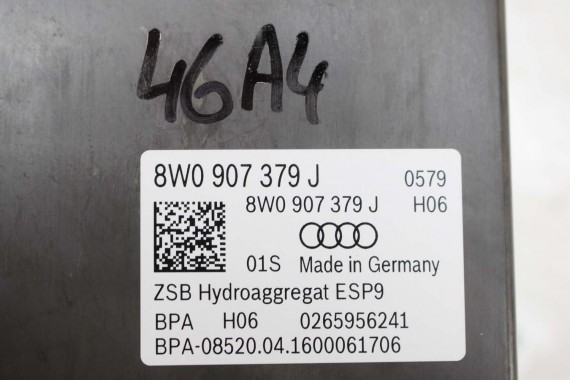 46A4
8W0 907 379 J 0579
8W0 907 379 J H06
01S Made in Germany
ZSB Hydroaggregat ESP9
BPA H06 0265956241
BPA-08520.04.1600061706